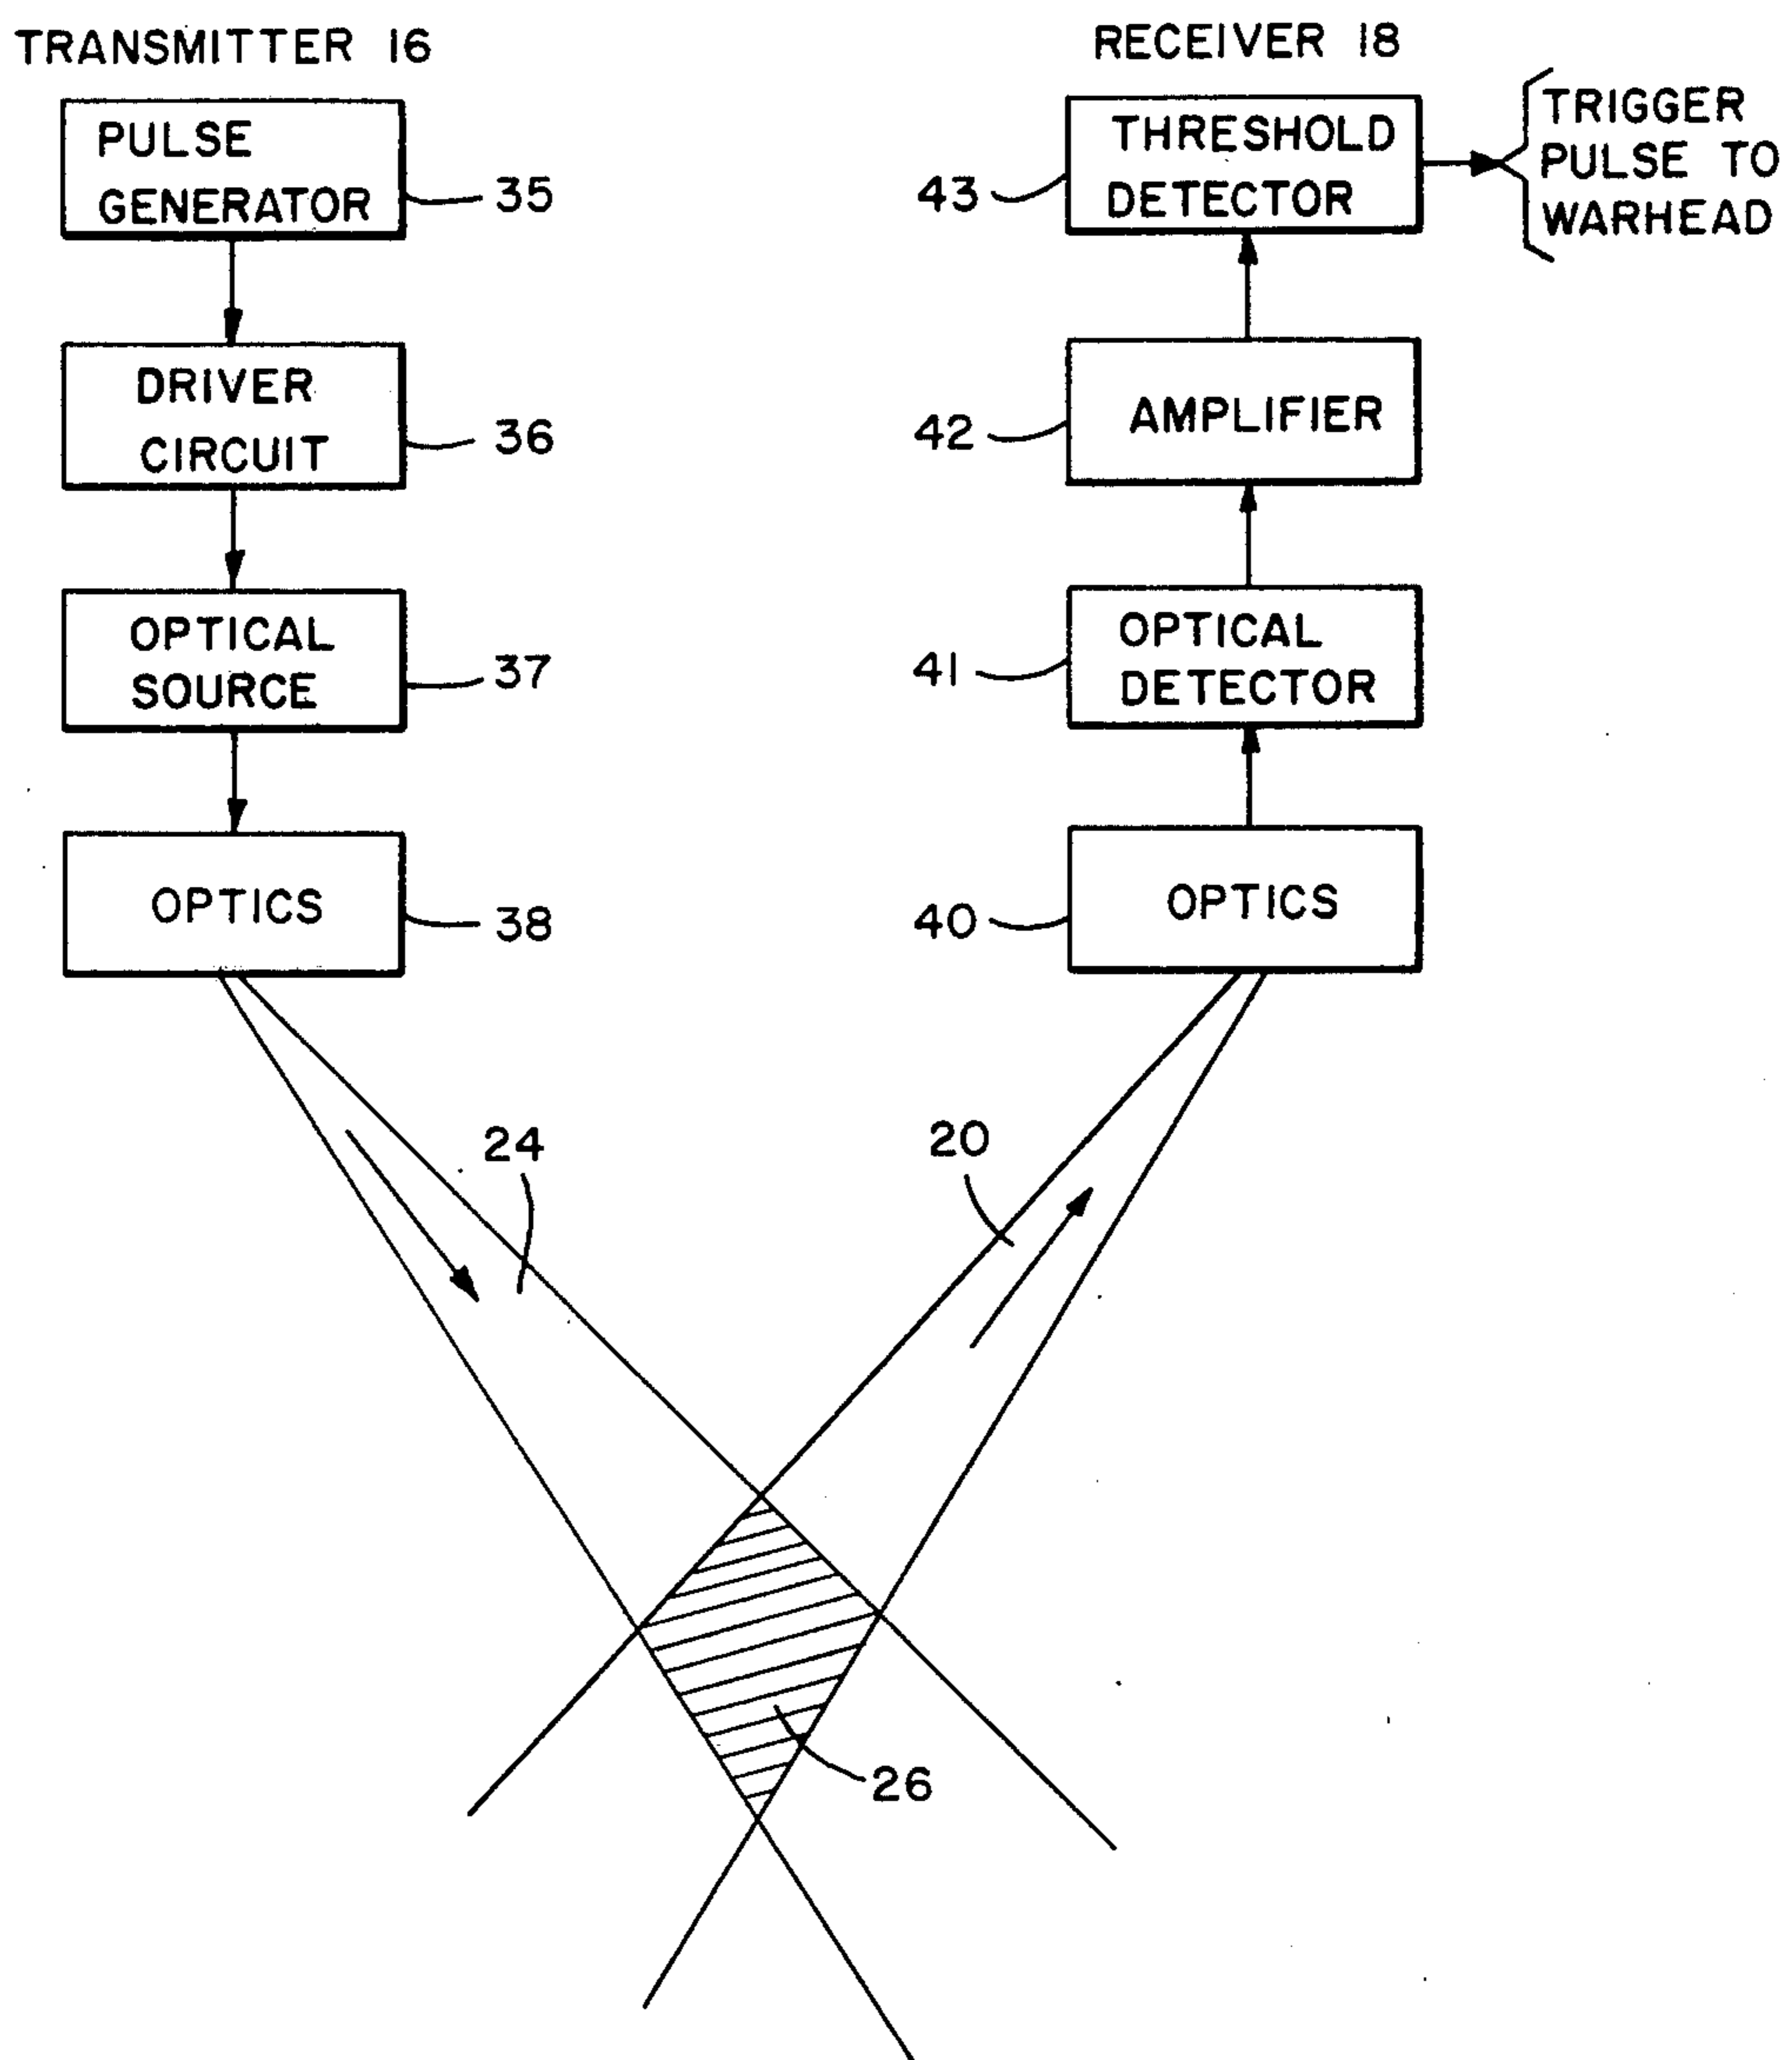 TRANSMITTER 16
PULSE
GENERATOR
35
DRIVER
CIRCUIT
36
OPTICAL
SOURCE
37
OPTICS
38
24
RECEIVER 18
THRESHOLD
DETECTOR
43
TRIGGER
PULSE TO
WARHEAD
AMPLIFIER
42
OPTICAL
DETECTOR
41
OPTICS
40
20
26